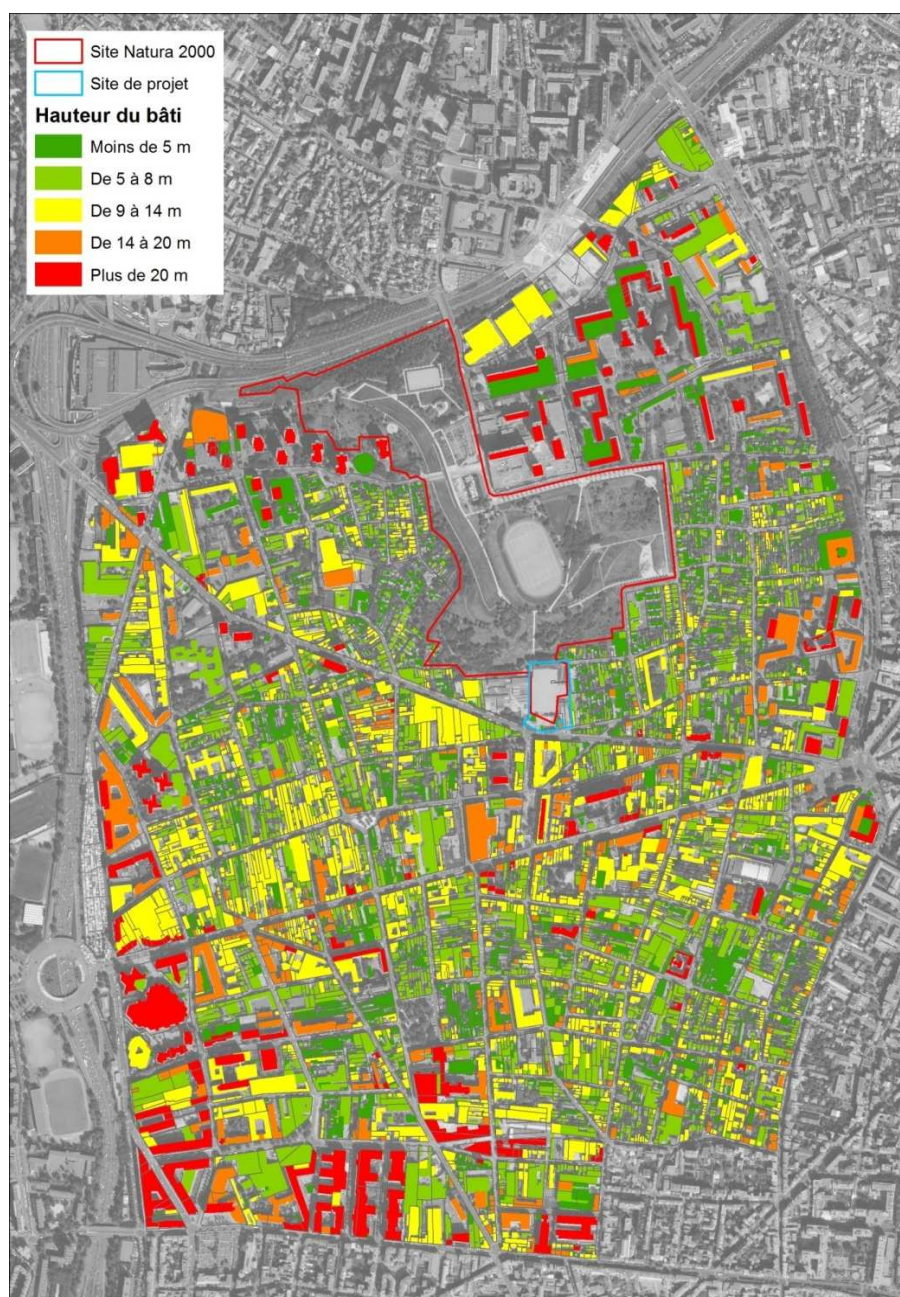 Site Natura 2000
Site de projet
Hauteur du bâti
Moins de 5 m
De 5 à 8 m
De 9 à 14 m
De 14 à 20 m
Plus de 20 m